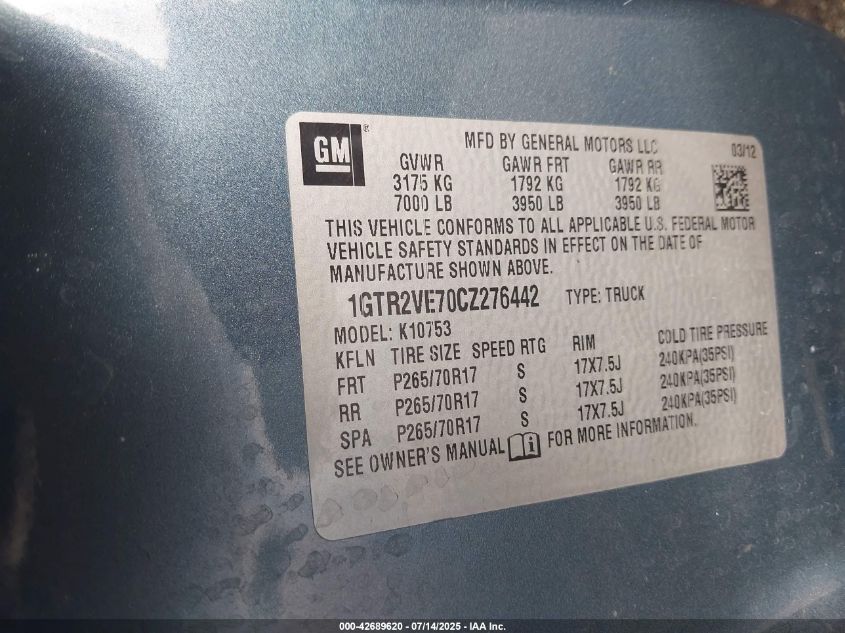 GM ®
MFD BY GENERAL MOTORS LLC 03/12
GVWR GAWR FRT GAWR RR
3175 KG 1792 KG 1792 KG
7000 LB 3950 LB 3950 LB
THIS VEHICLE CONFORMS TO ALL APPLICABLE U.S. FEDERAL MOTOR
VEHICLE SAFETY STANDARDS IN EFFECT ON THE DATE OF
MANUFACTURE SHOWN ABOVE.
1GTR2VE70CZ276442 TYPE: TRUCK
MODEL: K10753
KFLN TIRE SIZE SPEED RTG RIM COLD TIRE PRESSURE
FRT P265/70R17 S 17X7.5J 240KPA(35PSI)
RR P265/70R17 S 17X7.5J 240KPA(35PSI)
SPA P265/70R17 S 17X7.5J 240KPA(35PSI)
SEE OWNER'S MANUAL FOR MORE INFORMATION.
000-42689620 - 07/14/2025 - IAA Inc.